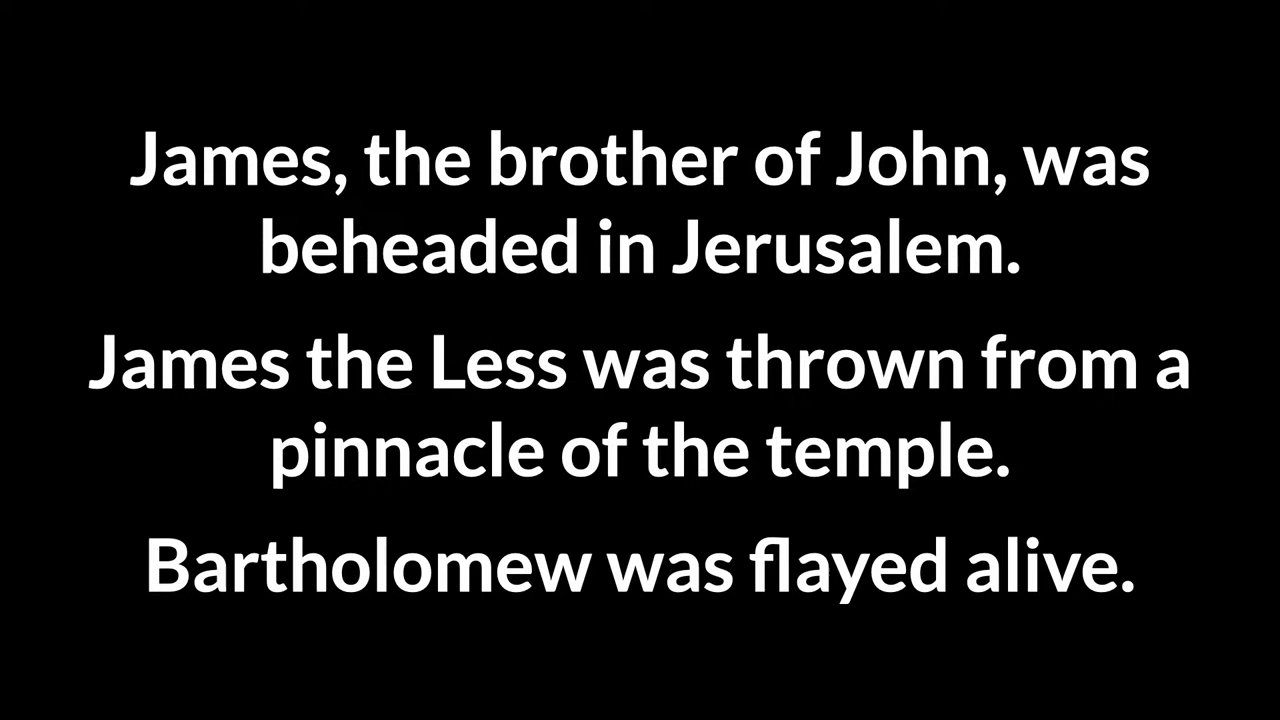 James, the brother of John, was
beheaded in Jerusalem.
James the Less was thrown from a
pinnacle of the temple.
Bartholomew was flayed alive.